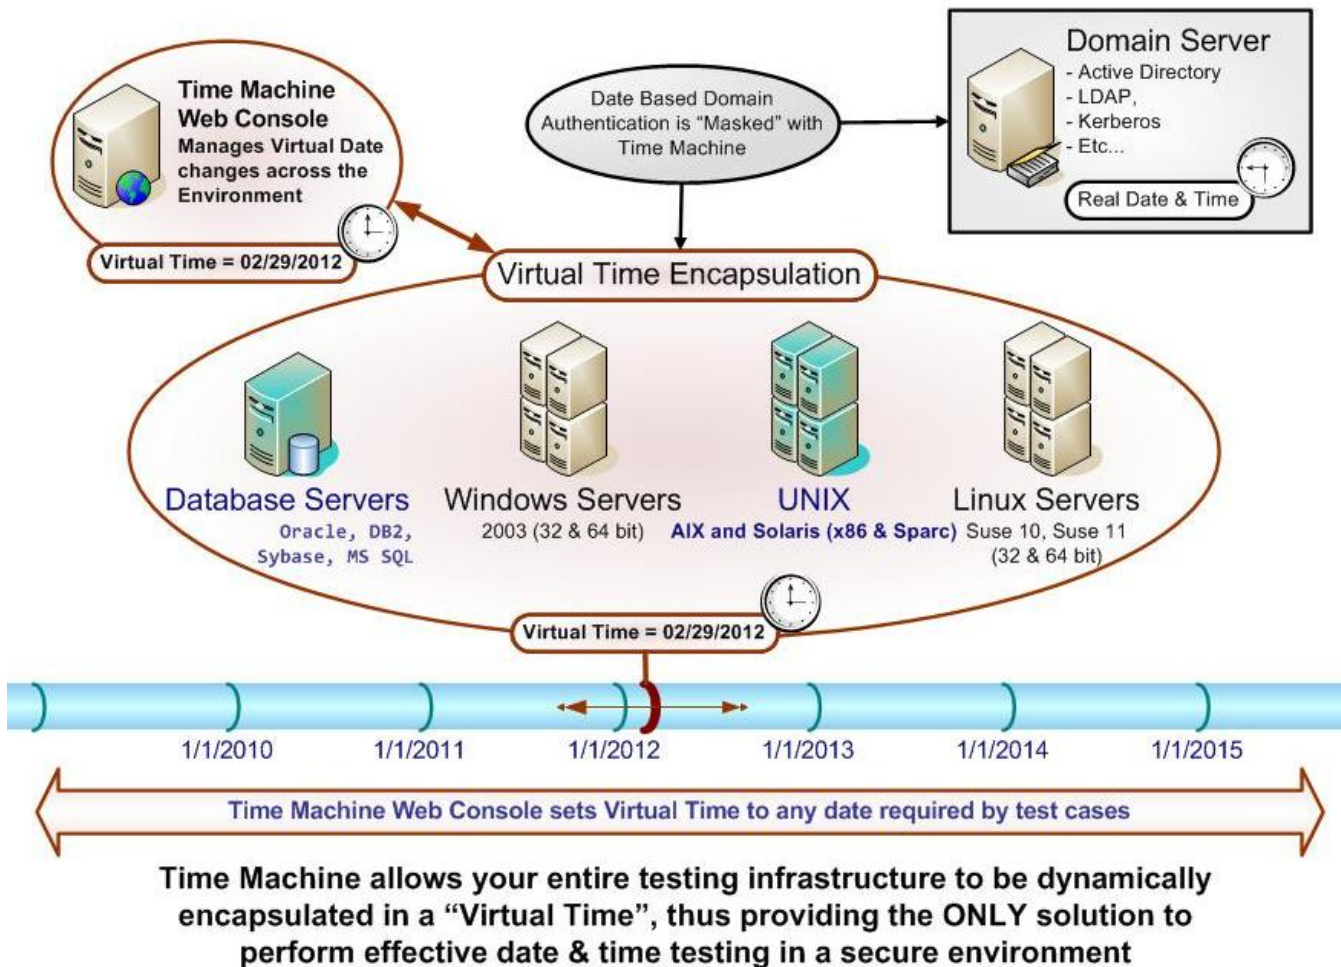 Time Machine
Web Console
Manages Virtual Date
changes across the
Environment
Virtual Time = 02/29/2012
Date Based Domain
Authentication is “Masked” with
Time Machine
Domain Server
- Active Directory
- LDAP,
- Kerberos
- Etc...
Real Date & Time
Virtual Time Encapsulation
Database Servers
Oracle, DB2,
Sybase, MS SQL
Windows Servers
2003 (32 & 64 bit)
UNIX
AIX and Solaris (x86 & Sparc)
Linux Servers
Suse 10, Suse 11
(32 & 64 bit)
Virtual Time = 02/29/2012
1/1/2010
1/1/2011
1/1/2012
1/1/2013
1/1/2014
1/1/2015
Time Machine Web Console sets Virtual Time to any date required by test cases
Time Machine allows your entire testing infrastructure to be dynamically
encapsulated in a “Virtual Time”, thus providing the ONLY solution to
perform effective date & time testing in a secure environment